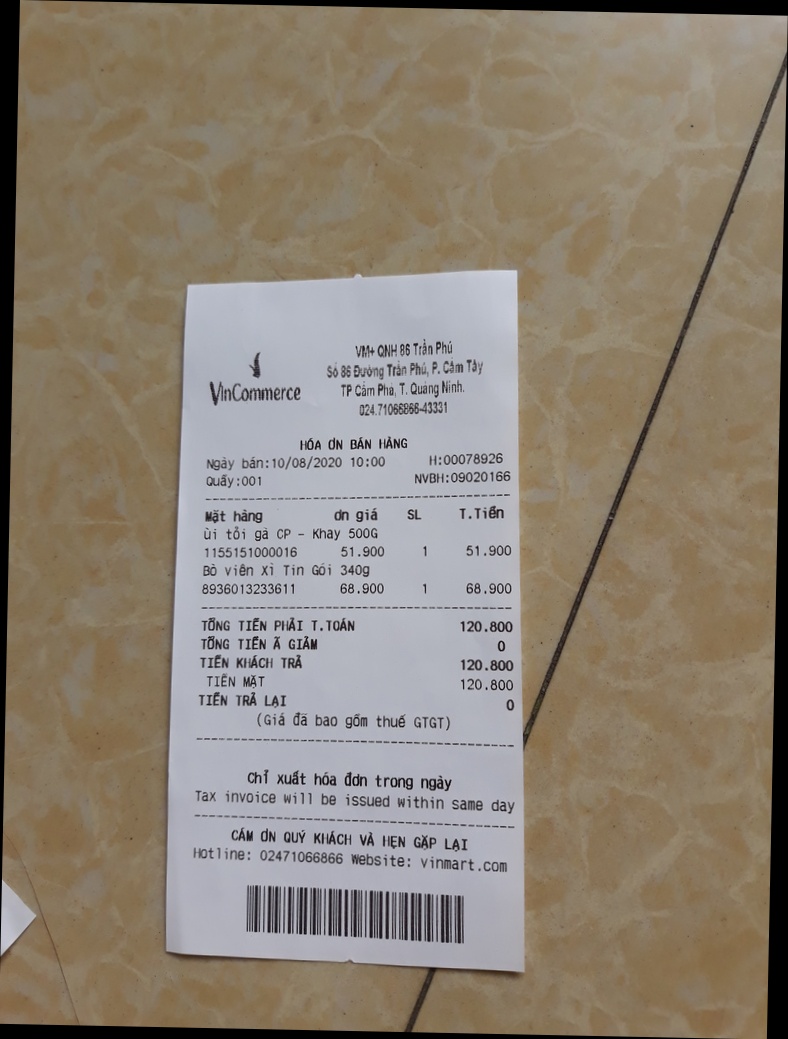 VinCommerce
VM+ QNH 86 Trần Phú
Số 86 Đường Trần Phú, P. Cẩm Tây
TP Cẩm Phả, T. Quảng Ninh.
024.71066866-43331
HÓA ƠN BÁN HÀNG
Ngày bán:10/08/2020 10:00 H:00078926
Quầy:001 NVBH:09020166
Mặt hàng ơn giá SL T.Tiền
ùi tỏi gà CP - Khay 500G
1155151000016 51.900 1 51.900
Bò viên Xì Tin Gói 340g
8936013233611 68.900 1 68.900
TỔNG TIỀN PHẢI T.TOÁN 120.800
TỔNG TIỀN Ã GIẢM 0
TIỀN KHÁCH TRẢ 120.800
TIỀN MẶT 120.800
TIỀN TRẢ LẠI 0
(Giá đã bao gồm thuế GTGT)
Chỉ xuất hóa đơn trong ngày
Tax invoice will be issued within same day
CÁM ƠN QUÝ KHÁCH VÀ HẸN GẶP LẠI
Hotline: 02471066866 Website: vinmart.com